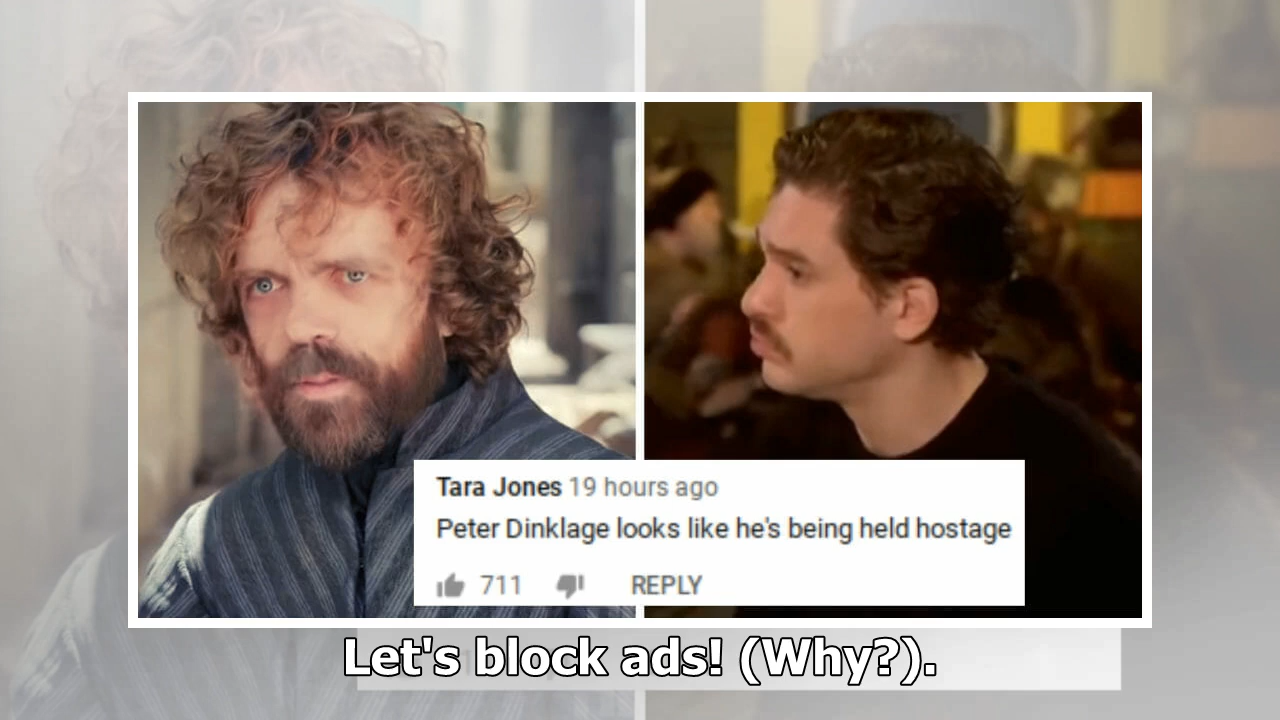 Tara Jones 19 hours ago
Peter Dinklage looks like he's being held hostage
711 REPLY
Let's block ads! (Why?).